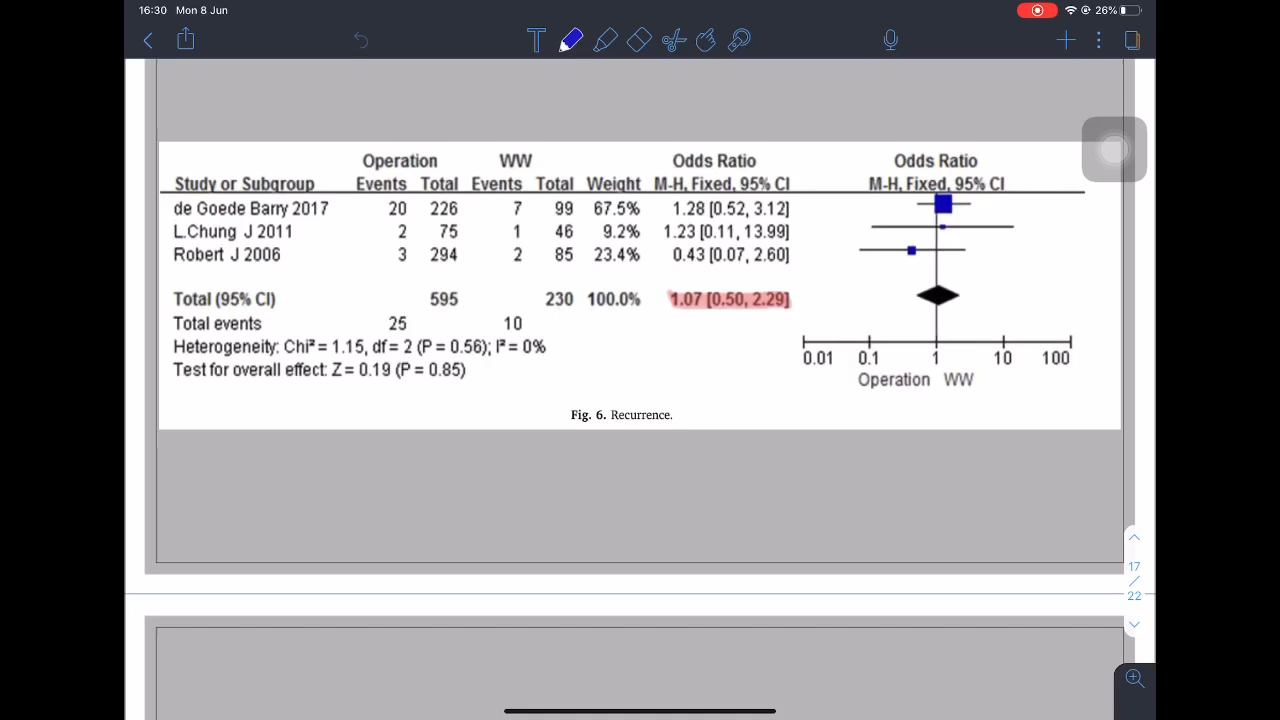 16:30 Mon 8 Jun 26%
T
Operation WW Odds Ratio Odds Ratio
Study or Subgroup Events Total Events Total Weight M-H, Fixed, 95% CI M-H, Fixed, 95% CI
de Goede Barry 2017 20 226 7 99 67.5% 1.28 [0.52, 3.12]
L.Chung J 2011 2 75 1 46 9.2% 1.23 [0.11, 13.99]
Robert J 2006 3 294 2 85 23.4% 0.43 [0.07, 2.60]
Total (95% CI) 595 230 100.0% 1.07 [0.50, 2.29]
Total events 25 10
Heterogeneity: Chi² = 1.15, df = 2 (P = 0.56); I² = 0%
Test for overall effect: Z = 0.19 (P = 0.85)
0.01 0.1 1 10 100
Operation WW
Fig. 6. Recurrence.
17
/
22